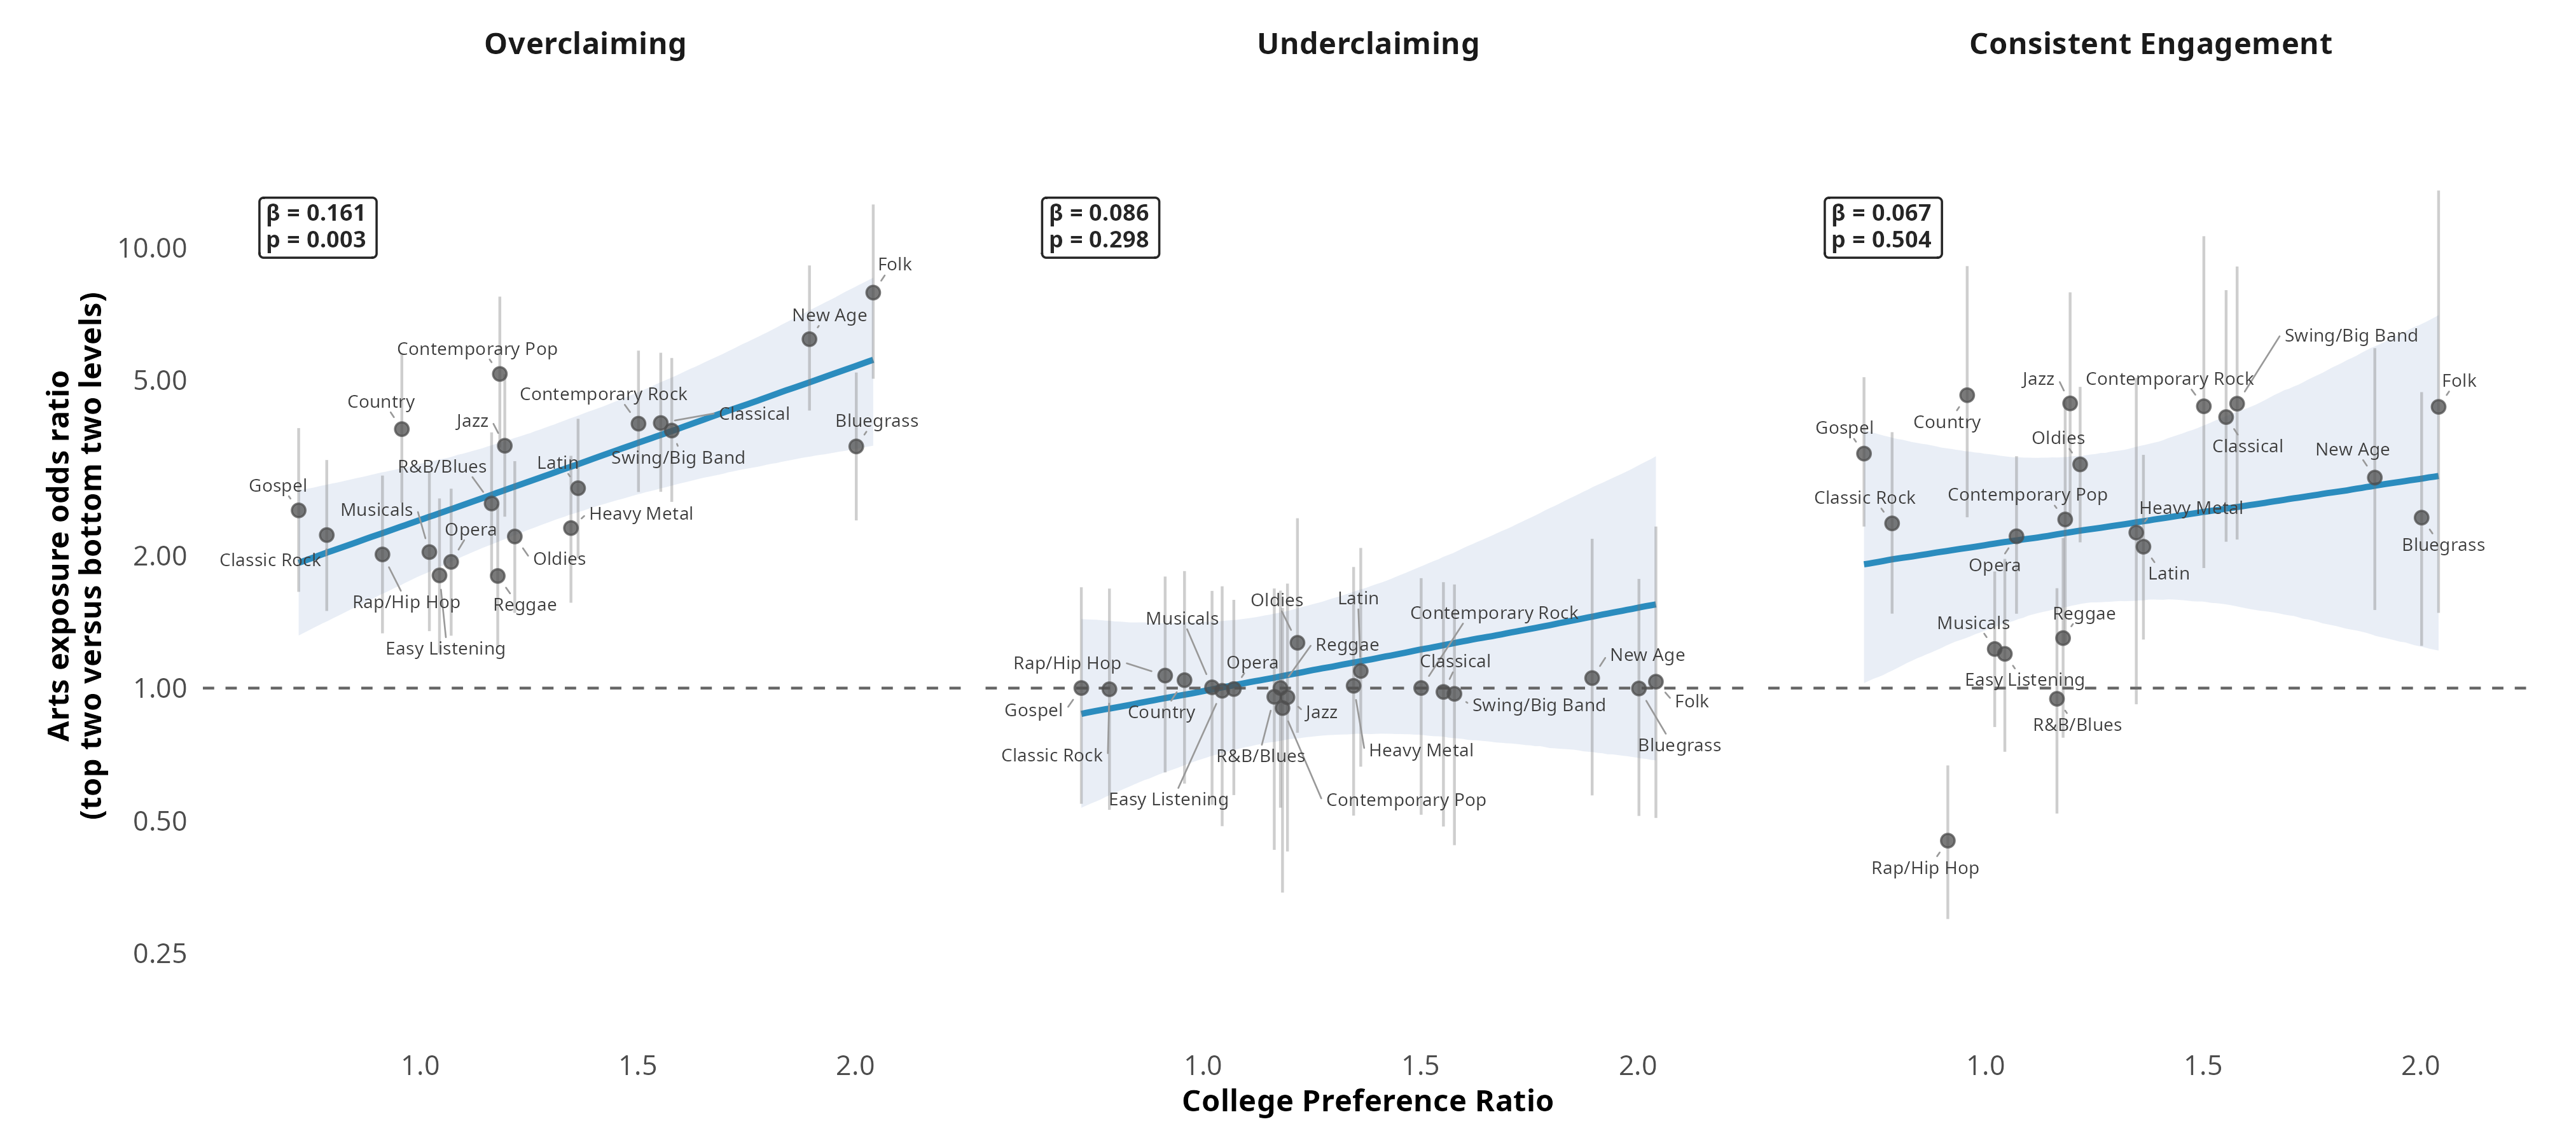 Overclaiming
Underclaiming
Consistent Engagement
Arts exposure odds ratio
(top two versus bottom two levels)
10.00
5.00
2.00
1.00
0.50
0.25
β = 0.161
p = 0.003
Folk
New Age
Contemporary Pop
Country
Contemporary Rock
Jazz
Classical
Bluegrass
R&B/Blues
Latin
Swing/Big Band
Gospel
Musicals
Heavy Metal
Opera
Classic Rock
Oldies
Rap/Hip Hop
Reggae
Easy Listening
β = 0.086
p = 0.298
Oldies
Latin
Musicals
Contemporary Rock
Reggae
Rap/Hip Hop
Opera
Classical
New Age
Gospel
Country
Jazz
Swing/Big Band
Folk
Classic Rock
R&B/Blues
Heavy Metal
Bluegrass
Easy Listening
Contemporary Pop
β = 0.067
p = 0.504
Swing/Big Band
Jazz
Contemporary Rock
Folk
Country
Gospel
Oldies
Classical
New Age
Classic Rock
Contemporary Pop
Heavy Metal
Bluegrass
Opera
Latin
Musicals
Reggae
Easy Listening
R&B/Blues
Rap/Hip Hop
1.0
1.5
2.0
1.0
1.5
2.0
1.0
1.5
2.0
College Preference Ratio